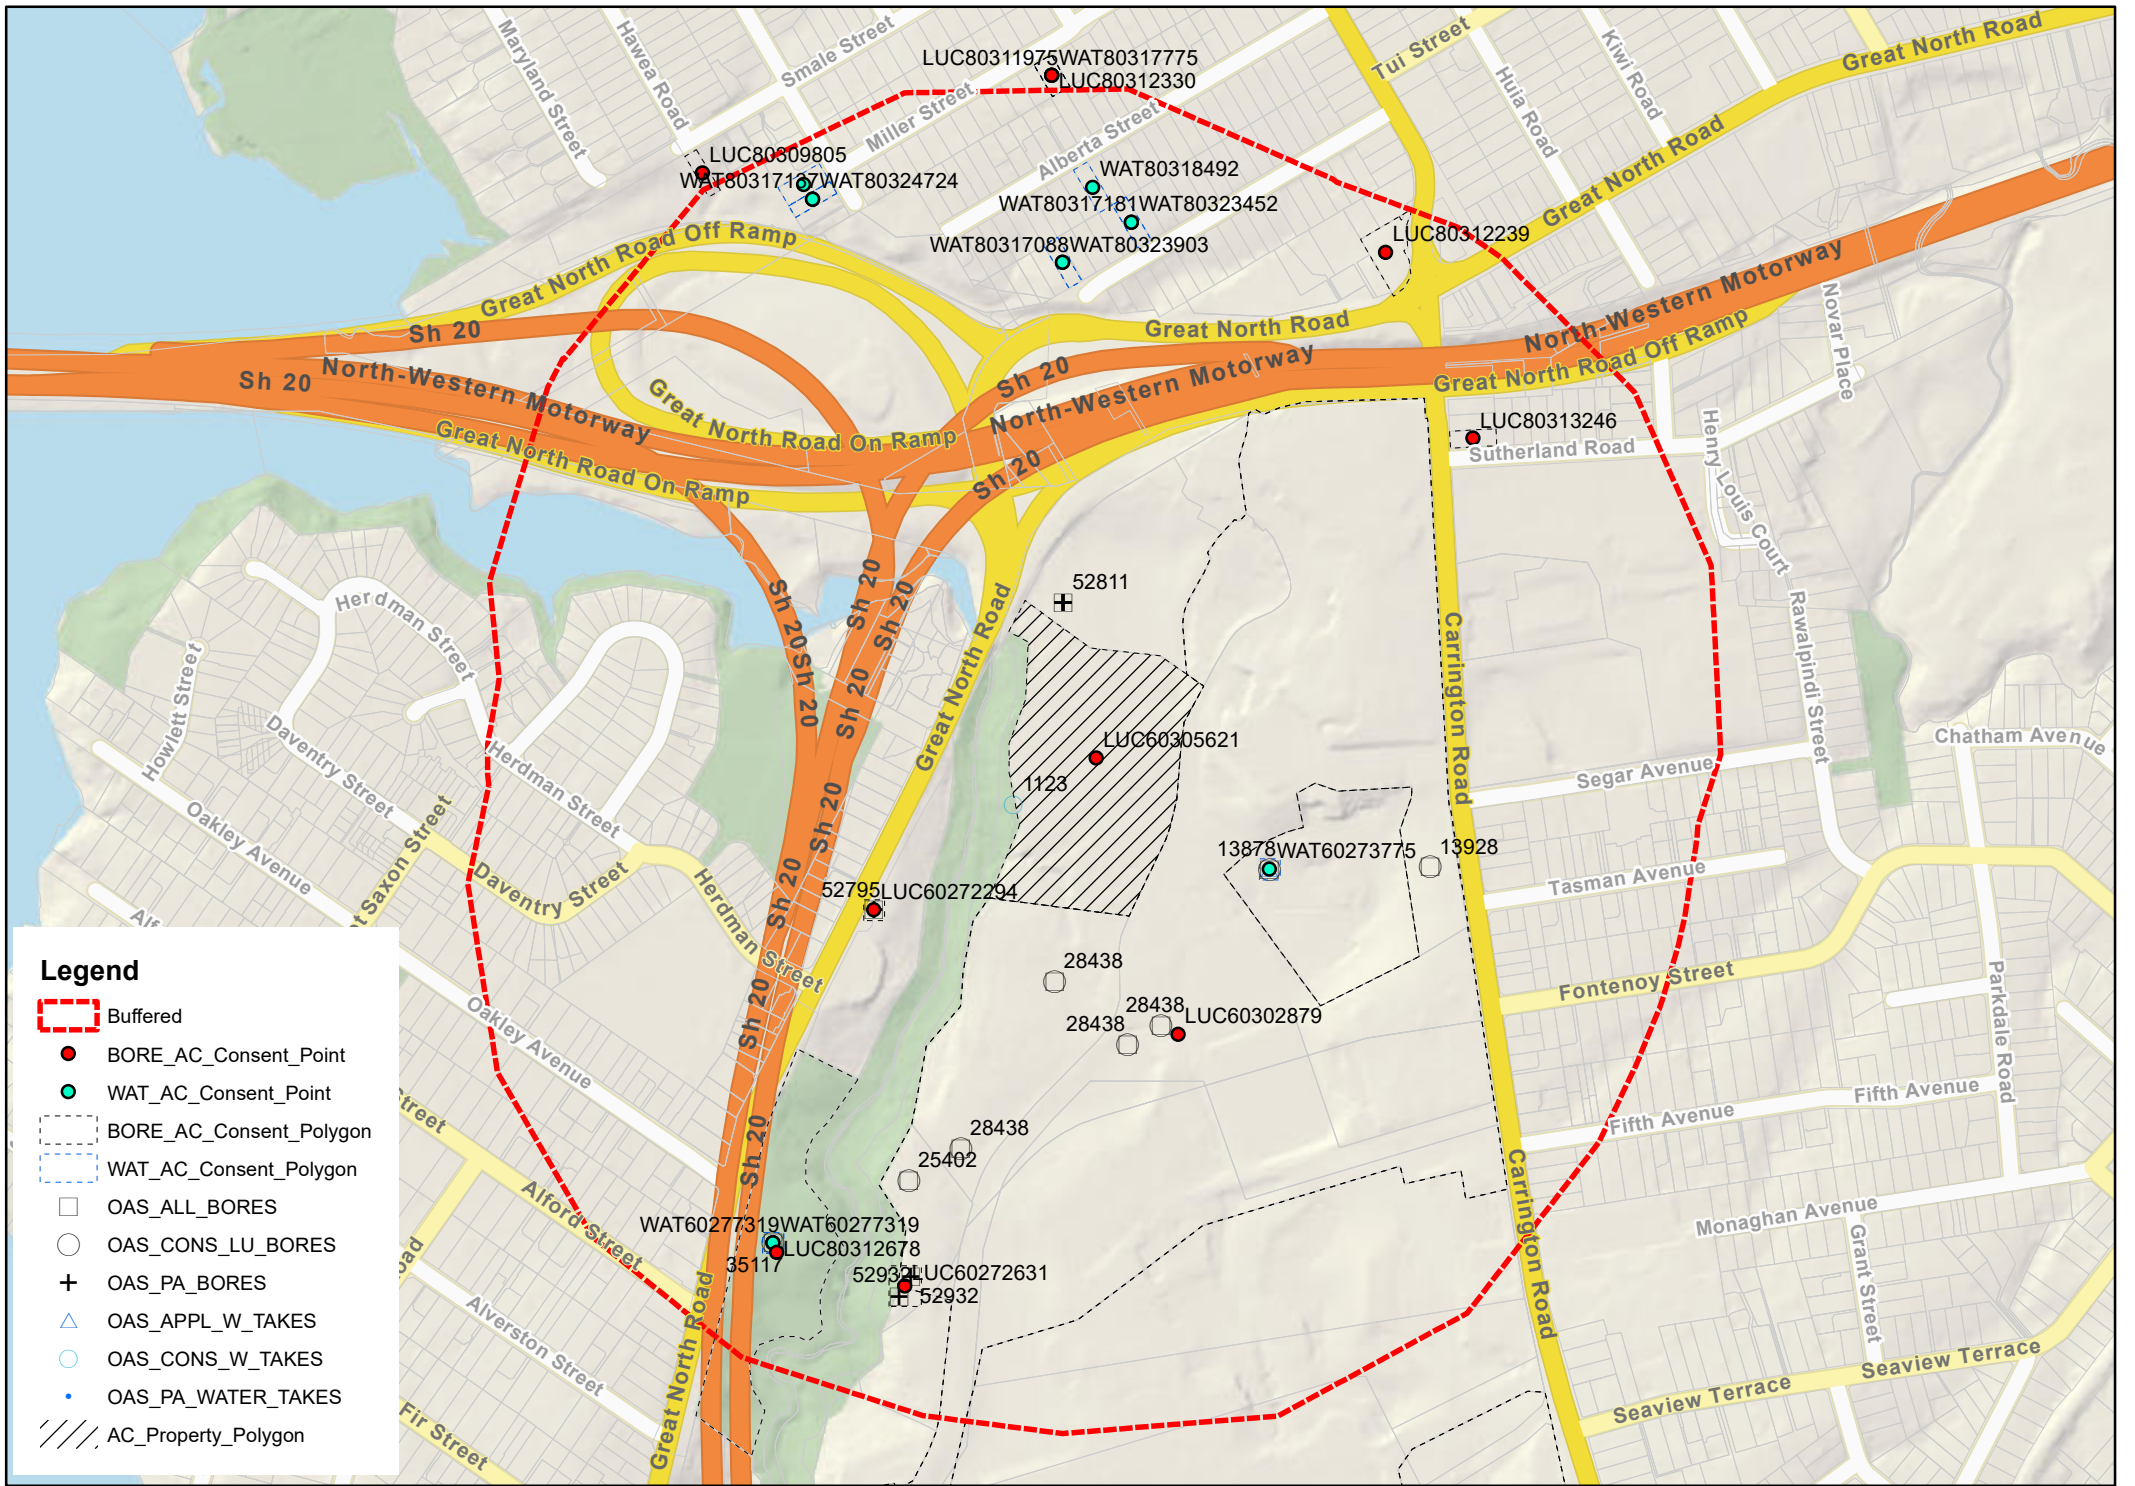 Maryland Street
Hawea Road
Smale Street
LUC80311975WAT80317775
LUC80312330
Tui Street
Kiwi Road
Huia Road
Great North Road
Miller Street
Alberta Street
LUC80309805
WAT80317137WAT80324724
WAT80318492
WAT80317181WAT80323452
WAT80317088WAT80323903
LUC80312239
Great North Road
Great North Road Off Ramp
Great North Road
Sh 20
North-Western Motorway
Sh 20
Great North Road On Ramp
Great North Road On Ramp
Sh 20
North-Western Motorway
Sh 20
North-Western Motorway
Great North Road Off Ramp
Novar Place
LUC80313246
Sutherland Road
Henry Louis Court
Rawalpindi Street
52811
Sh 20
Sh 20
Sh 20
Sh 20
Sh 20
Great North Road
Herdman Street
Howlett Street
Daventry Street
Herdman Street
Oakley Avenue
LUC60305621
1123
Carrington Road
Segar Avenue
Chatham Avenue
Sh 20
13878WAT60273775
13928
Saxon Street
Daventry Street
Herdman Street
Sh 20
52795LUC60272294
Tasman Avenue
28438
28438
LUC60302879
28438
Fontenoy Street
Parkdale Road
Sh 20
Oakley Avenue
Fifth Avenue
Fifth Avenue
28438
25402
Sh 20
Street
Alford Street
WAT60277319WAT60277319
LUC80312678
35117
52932LUC60272631
52932
Carrington Road
Monaghan Avenue
Grant Street
Alverston Street
Great North Road
Fir Street
Seaview Terrace
Seaview Terrace
Legend
Buffered
BORE_AC_Consent_Point
WAT_AC_Consent_Point
BORE_AC_Consent_Polygon
WAT_AC_Consent_Polygon
OAS_ALL_BORES
OAS_CONS_LU_BORES
OAS_PA_BORES
OAS_APPL_W_TAKES
OAS_CONS_W_TAKES
OAS_PA_WATER_TAKES
AC_Property_Polygon